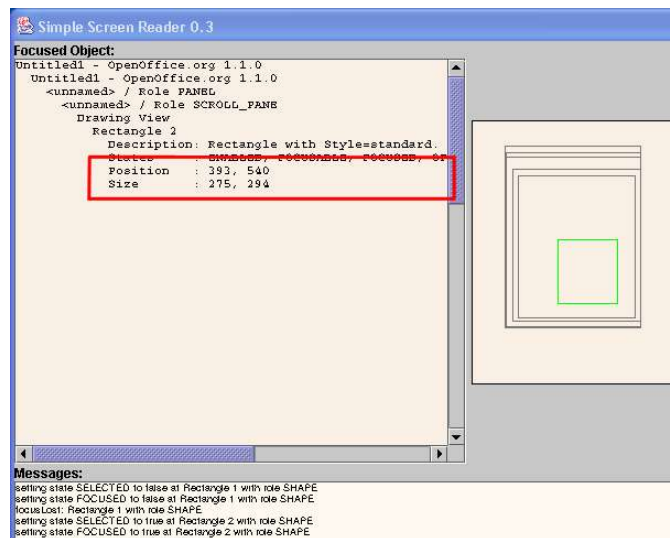 Simple Screen Reader 0.3
Focused Object:
Untitled1 - OpenOffice.org 1.1.0
Untitled1 - OpenOffice.org 1.1.0
<unnamed> / Role PANEL
<unnamed> / Role SCROLL_PANE
Drawing View
Rectangle 2
Description: Rectangle with Style=standard.
States : ENABLED, FOCUSABLE, FOCUSED,
Position : 393, 540
Size : 275, 294
Messages:
setting state SELECTED to false at Rectangle 1 with role SHAPE
setting state FOCUSED to false at Rectangle 1 with role SHAPE
focusLost: Rectangle 1 with role SHAPE
setting state SELECTED to true at Rectangle 2 with role SHAPE
setting state FOCUSED to true at Rectangle 2 with role SHAPE